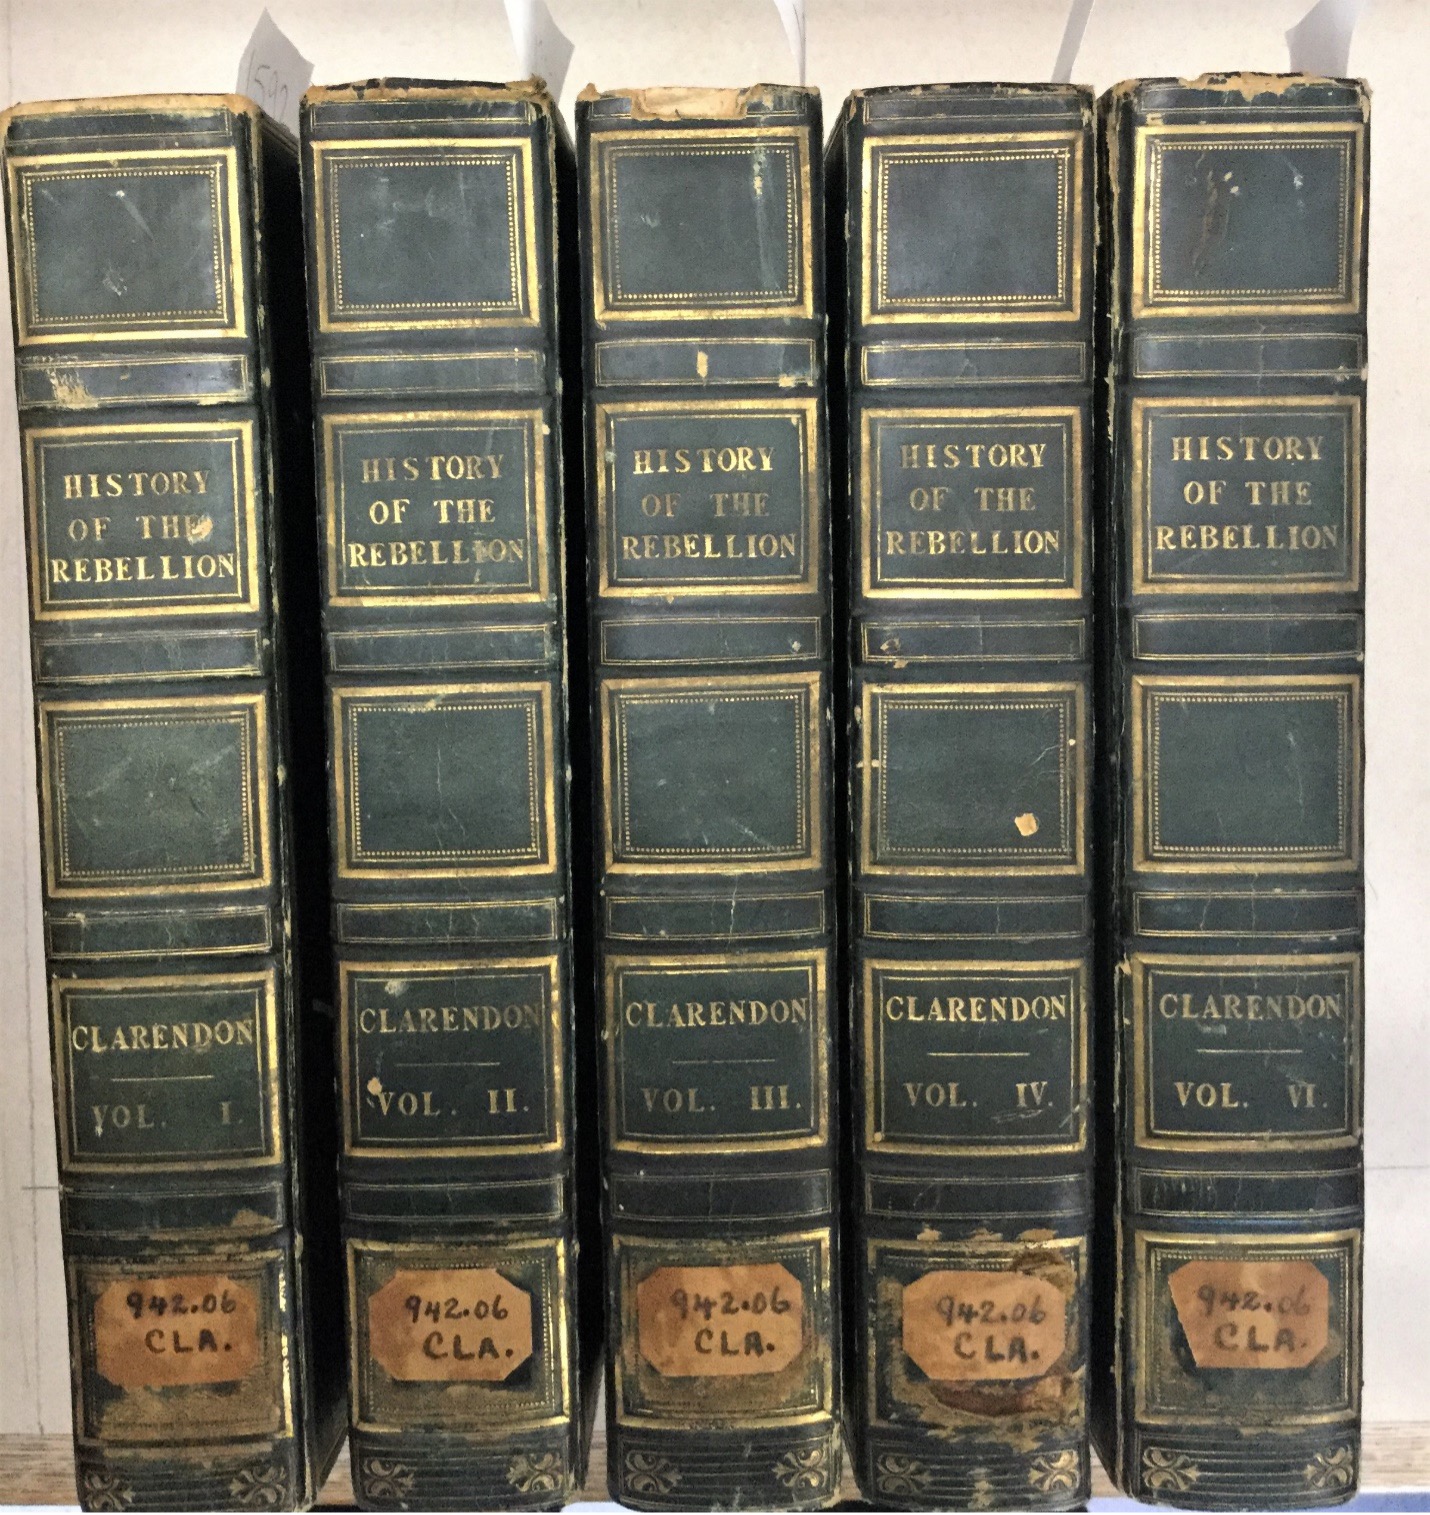 1592
HISTORY
OF THE
REBELLION
CLARENDON
VOL. I.
942.06
CLA.
HISTORY
OF THE
REBELLION
CLARENDON
VOL. II.
942.06
CLA.
HISTORY
OF THE
REBELLION
CLARENDON
VOL. III.
942.06
CLA.
HISTORY
OF THE
REBELLION
CLARENDON
VOL. IV.
942.06
CLA.
HISTORY
OF THE
REBELLION
CLARENDON
VOL. VI.
942.06
CLA.